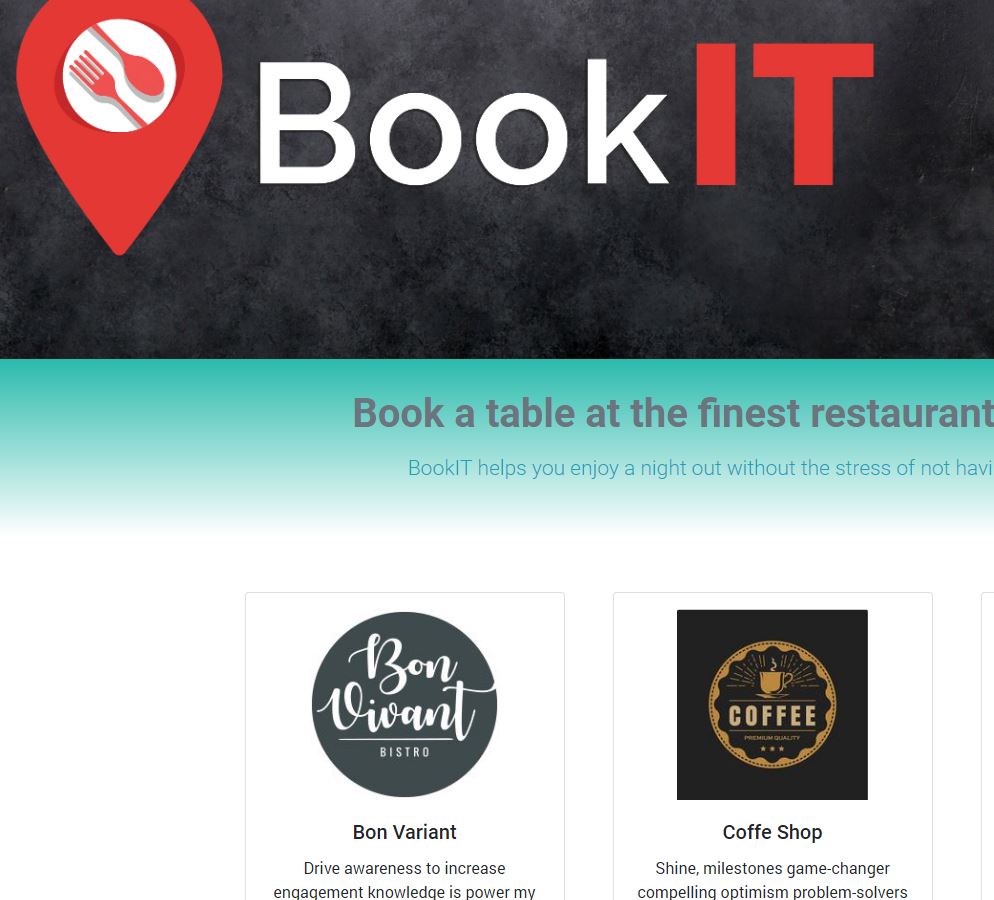 BookIT
Book a table at the finest restaurant
BookIT helps you enjoy a night out without the stress of not havi
Bon
Vivant
BISTRO
COFFEE
PREMIUM QUALITY
Bon Variant
Coffe Shop
Drive awareness to increase
engagement knowledge is power my
Shine, milestones game-changer
compelling optimism problem-solvers